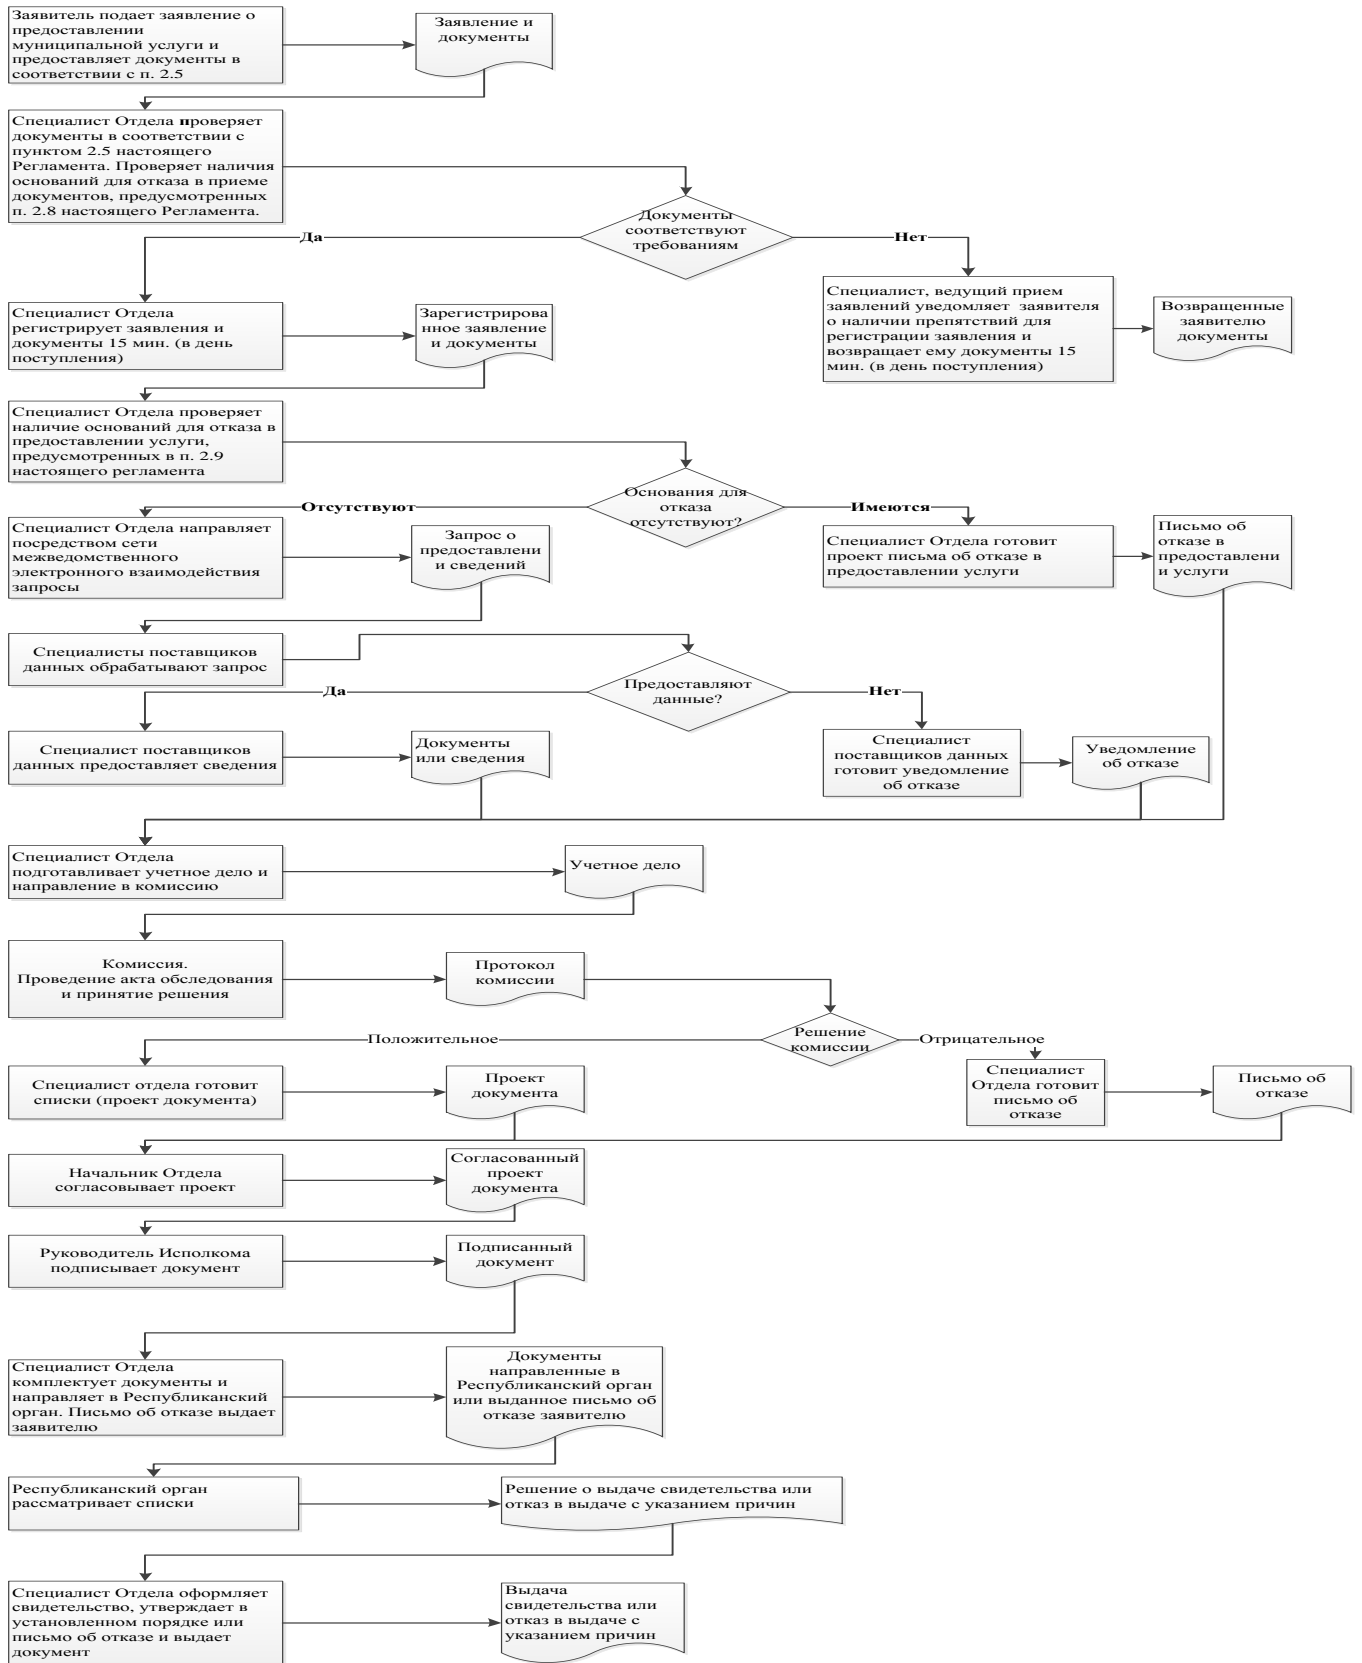 Заявитель подает заявление о
предоставлении
муниципальной услуги и
предоставляет документы в
соответствии с п. 2.5
Заявление и
документы
Специалист Отдела проверяет
документы в соответствии с
пунктом 2.5 настоящего
Регламента. Проверяет наличия
оснований для отказа в приеме
документов, предусмотренных
п. 2.8 настоящего Регламента.
Документы
соответствуют
требованиям
Да
Нет
Специалист Отдела
регистрирует заявления и
документы 15 мин. (в день
поступления)
Зарегистрирова
нное заявление
и документы
Специалист, ведущий прием
заявлений уведомляет заявителя
о наличии препятствий для
регистрации заявления и
возвращает ему документы 15
мин. (в день поступления)
Возвращенные
заявителю
документы
Специалист Отдела проверяет
наличие оснований для отказа в
предоставлении услуги,
предусмотренных в п. 2.9
настоящего регламента
Основания для
отказа
отсутствуют?
Отсутствуют
Имеются
Специалист Отдела направляет
посредством сети
межведомственного
электронного взаимодействия
запросы
Запрос о
предоставлени
и сведений
Специалист Отдела готовит
проект письма об отказе в
предоставлении услуги
Письмо об
отказе в
предоставлени
и услуги
Специалисты поставщиков
данных обрабатывают запрос
Предоставляют
данные?
Да
Нет
Специалист поставщиков
данных предоставляет сведения
Документы
или сведения
Специалист
поставщиков данных
готовит уведомление
об отказе
Уведомление
об отказе
Специалист Отдела
подготавливает учетное дело и
направление в комиссию
Учетное дело
Комиссия.
Проведение акта обследования
и принятие решения
Протокол
комиссии
Решение
комиссии
Положительное
Отрицательное
Специалист отдела готовит
списки (проект документа)
Проект
документа
Специалист
Отдела готовит
письмо об
отказе
Письмо об
отказе
Начальник Отдела
согласовывает проект
Согласованный
проект
документа
Руководитель Исполкома
подписывает документ
Подписанный
документ
Специалист Отдела
комплектует документы и
направляет в Республиканский
орган. Письмо об отказе выдает
заявителю
Документы
направленные в
Республиканский орган
или выданное письмо об
отказе заявителю
Республиканский орган
рассматривает списки
Решение о выдаче свидетельства или
отказ в выдаче с указанием причин
Специалист Отдела оформляет
свидетельство, утверждает в
установленном порядке или
письмо об отказе и выдает
документ
Выдача
свидетельства или
отказ в выдаче с
указанием причин